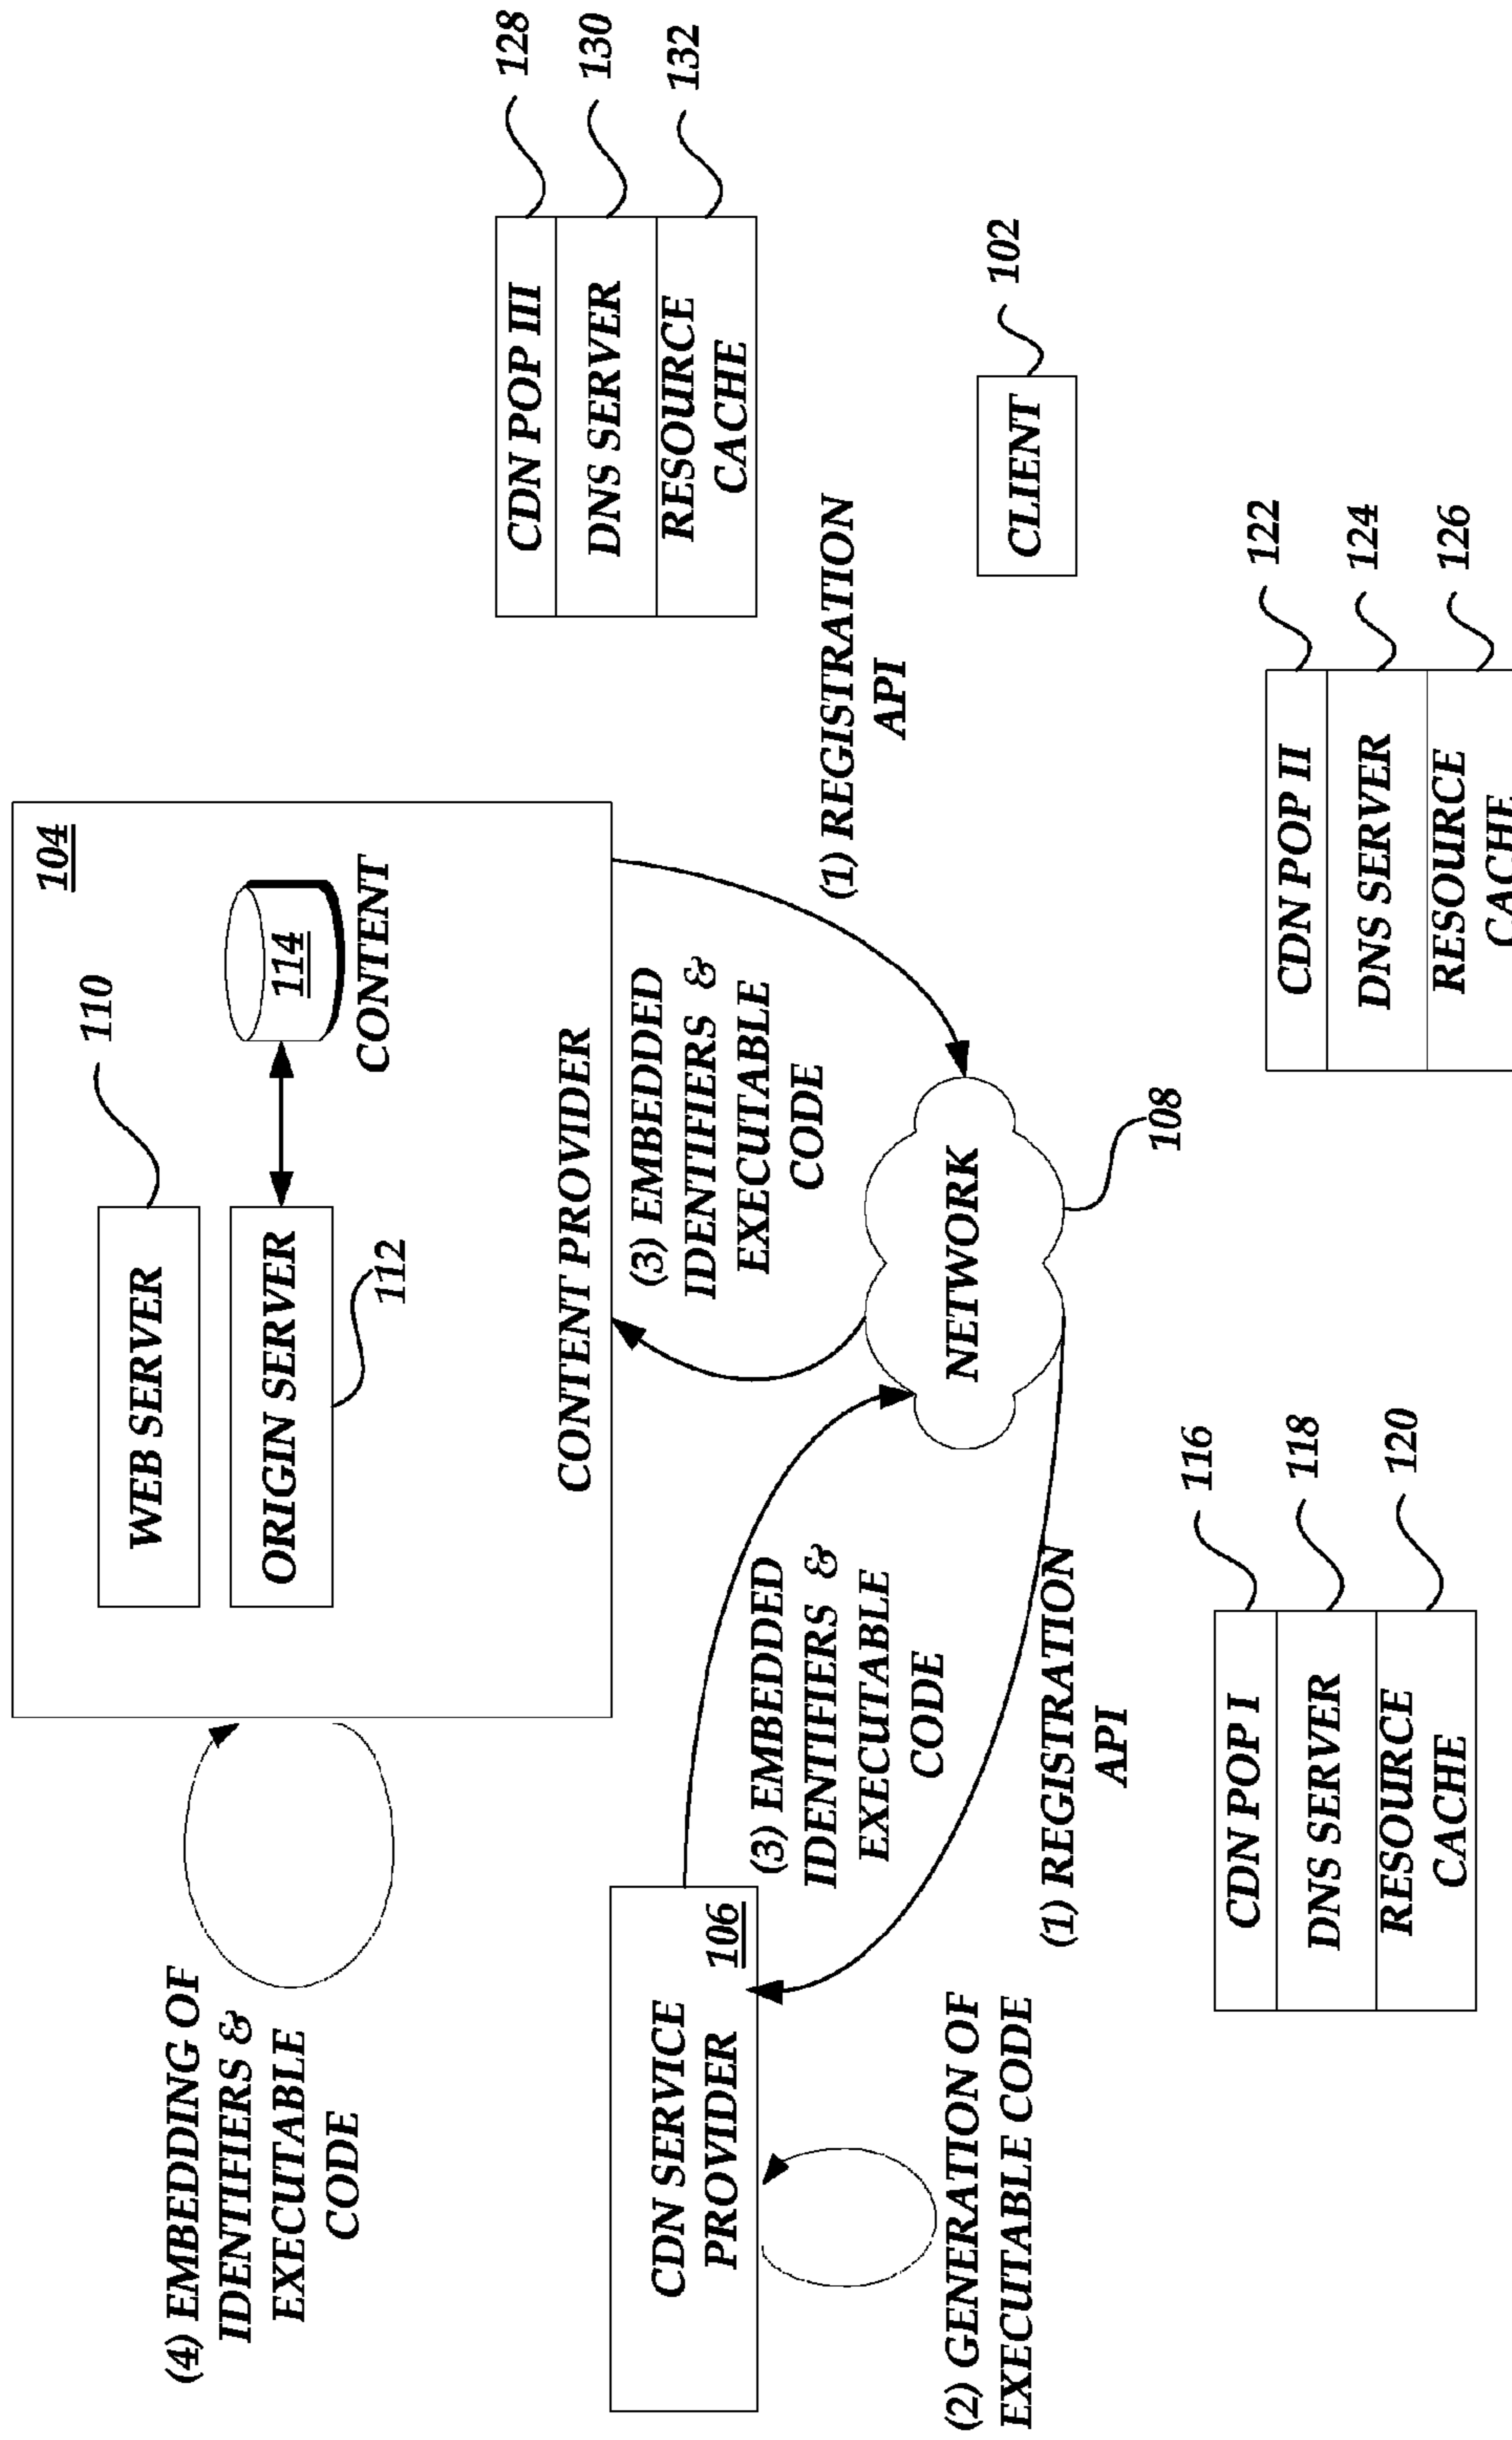 104
110
WEB SERVER
ORIGIN SERVER
112
114
CONTENT
CONTENT PROVIDER
(4) EMBEDDING OF
IDENTIFIERS &
EXECUTABLE
CODE
CDN SERVICE
PROVIDER
106
(2) GENERATION OF
EXECUTABLE CODE
(3) EMBEDDED
IDENTIFIERS &
EXECUTABLE
CODE
(3) EMBEDDED
IDENTIFIERS &
EXECUTABLE
CODE
(1) REGISTRATION
API
(1) REGISTRATION
API
NETWORK
108
CDN POP III
128
DNS SERVER
130
RESOURCE
CACHE
132
CLIENT
102
CDN POP I
116
DNS SERVER
118
RESOURCE
CACHE
120
CDN POP II
122
DNS SERVER
124
RESOURCE
CACHE
126